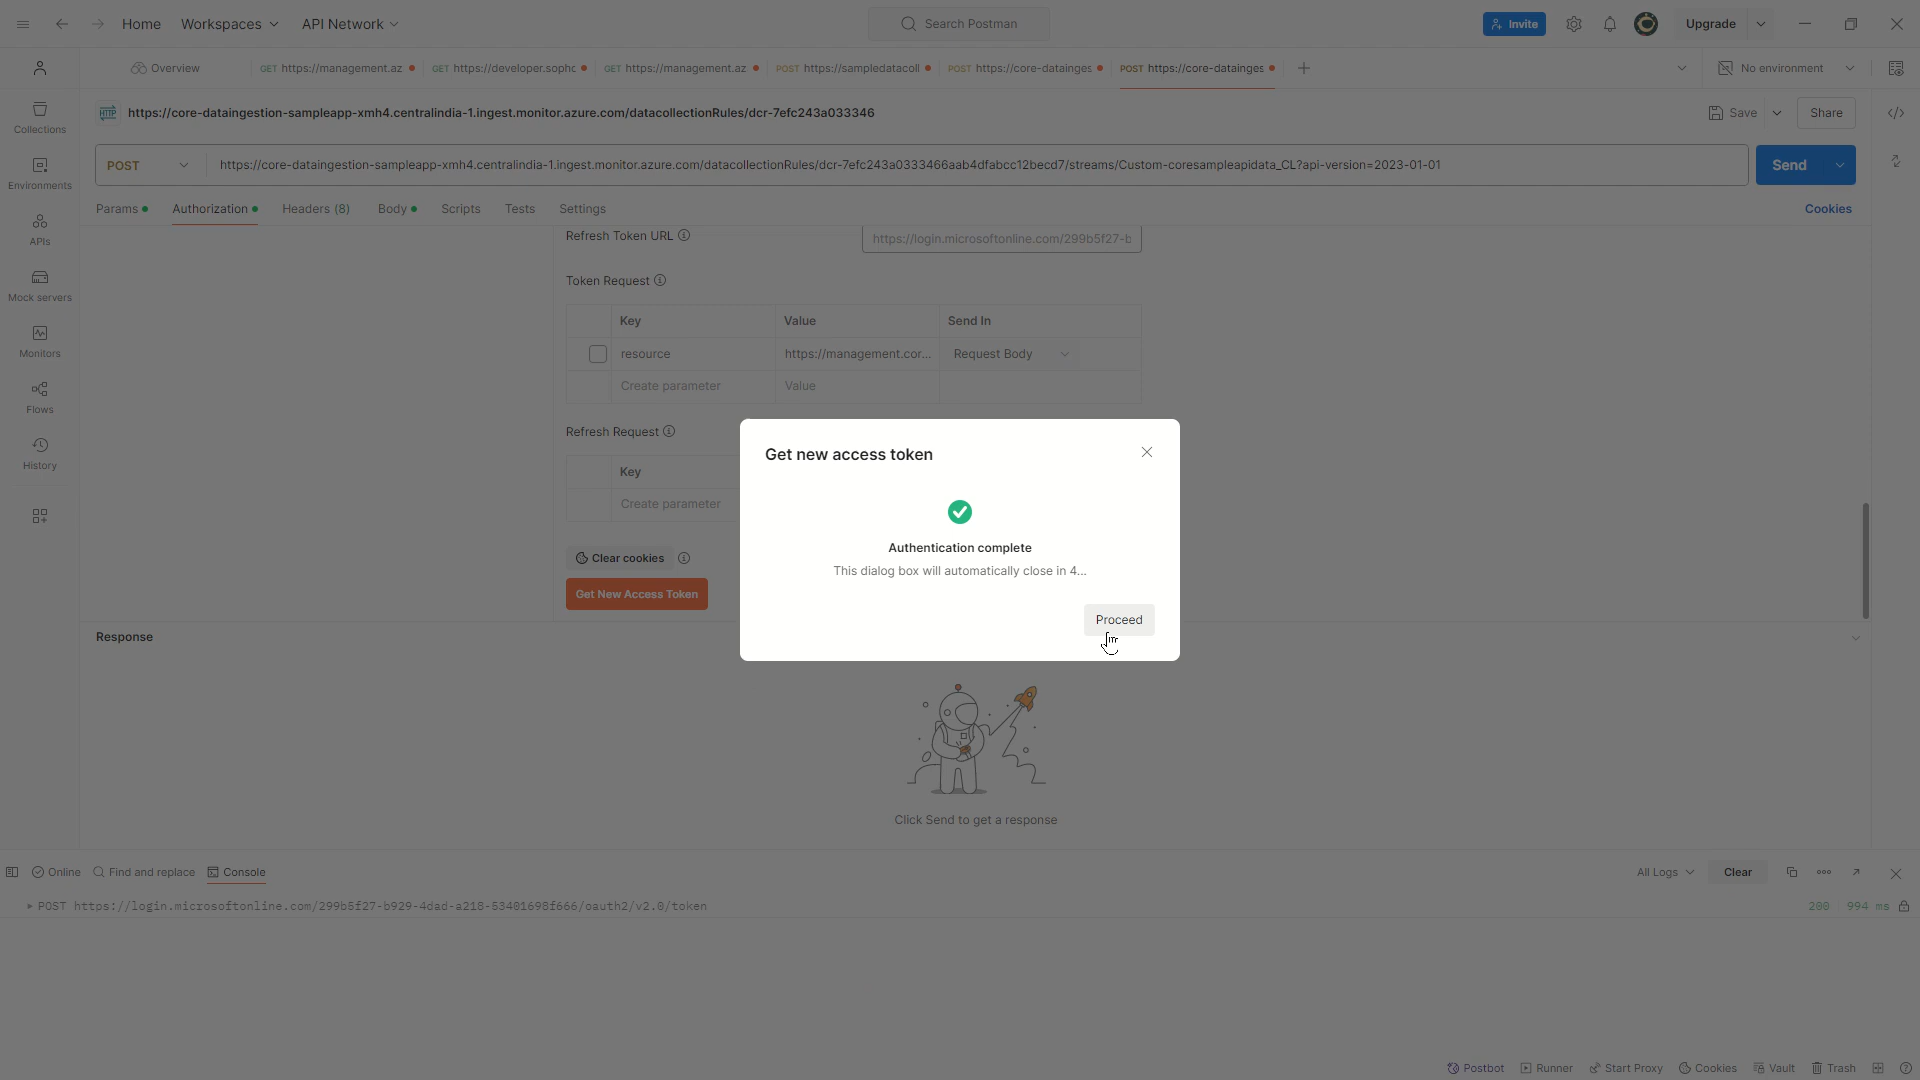 Home
Workspaces
API Network
Search Postman
Invite
Upgrade
Overview
GET https://management.az
GET https://developer.sophc
GET https://management.az
POST https://sampledatacoll
POST https://core-datainges
POST https://core-datainges
No environment
Collections
HTTP https://core-dataingestion-sampleapp-xmh4.centralindia-1.ingest.monitor.azure.com/datacollectionRules/dcr-7efc243a033346
Save
Share
POST
https://core-dataingestion-sampleapp-xmh4.centralindia-1.ingest.monitor.azure.com/datacollectionRules/dcr-7efc243a0333466aab4dfabcc12becd7/streams/Custom-coresampleapidata_CL?api-version=2023-01-01
Send
Environments
Params
Authorization
Headers (8)
Body
Scripts
Tests
Settings
Cookies
APIs
Mock servers
Monitors
Flows
History
Refresh Token URL
https://login.microsoftonline.com/299b5f27-b
Token Request
Key Value Send In
resource https://management.cor... Request Body
Create parameter Value
Refresh Request
Key
Create parameter
Clear cookies
Get New Access Token
Get new access token
Authentication complete
This dialog box will automatically close in 4...
Proceed
Response
Click Send to get a response
Online
Find and replace
Console
All Logs
Clear
POST https://login.microsoftonline.com/299b5f27-b929-4dad-a218-53401698f666/oauth2/v2.0/token
200 994 ms
Postbot
Runner
Start Proxy
Cookies
Vault
Trash